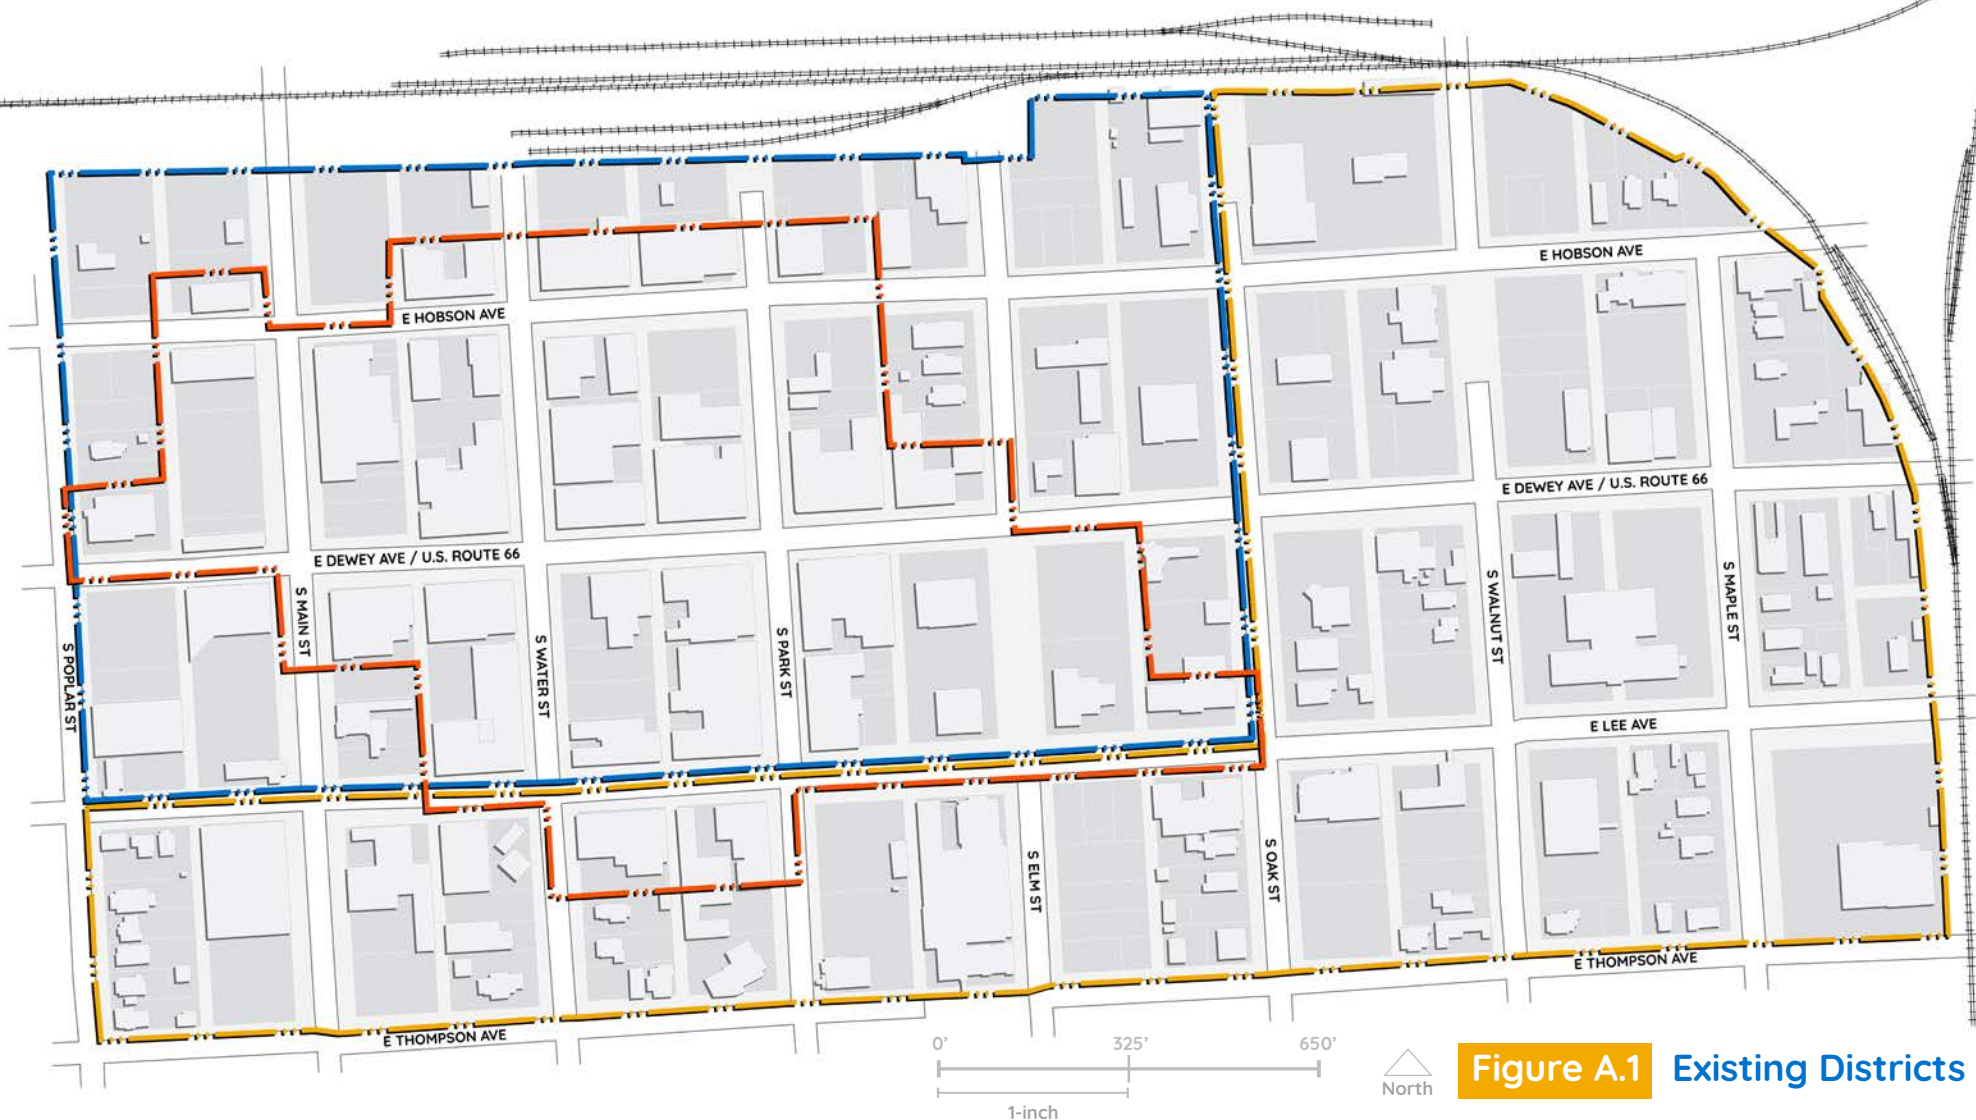 E HOBSON AVE
E HOBSON AVE
E DEWEY AVE / U.S. ROUTE 66
E DEWEY AVE / U.S. ROUTE 66
S POPLAR ST
S MAIN ST
S WATER ST
S PARK ST
S WALNUT ST
S MAPLE ST
E LEE AVE
S ELM ST
S OAK ST
E THOMPSON AVE
E THOMPSON AVE
0' 325' 650'
1-inch
North
Figure A.1 Existing Districts